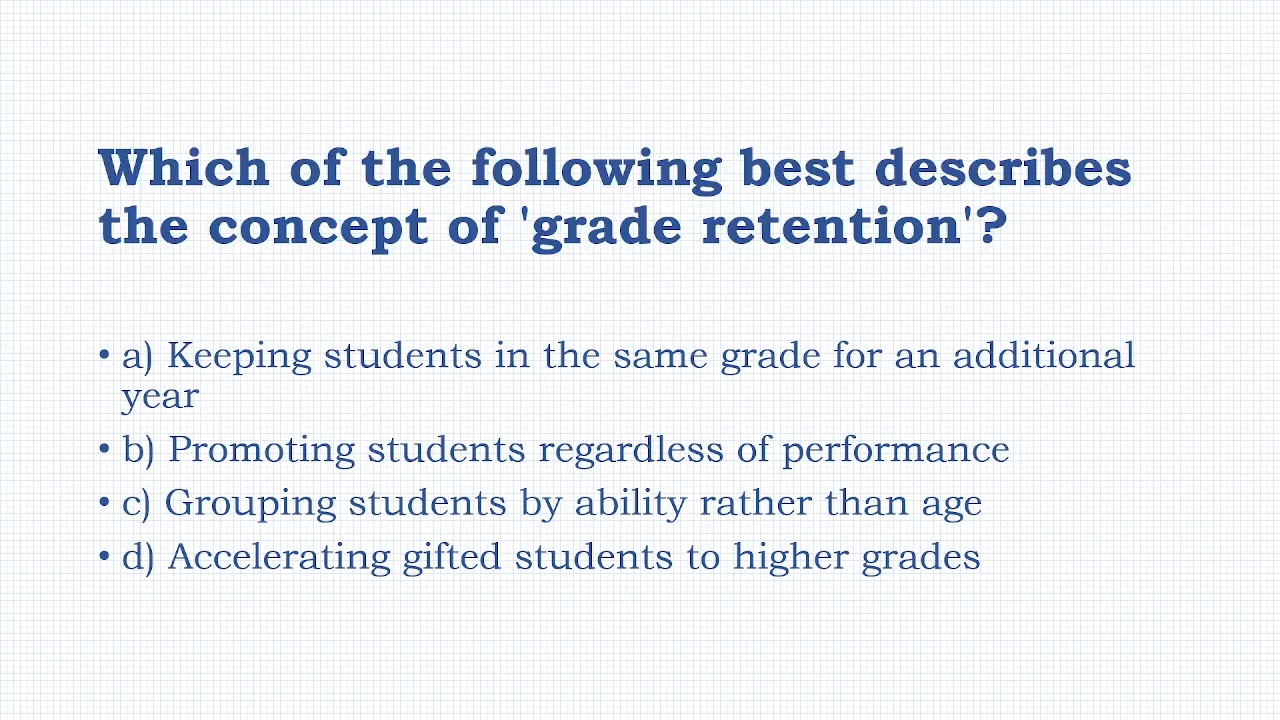 Which of the following best describes
the concept of 'grade retention'?
• a) Keeping students in the same grade for an additional
year
• b) Promoting students regardless of performance
• c) Grouping students by ability rather than age
• d) Accelerating gifted students to higher grades